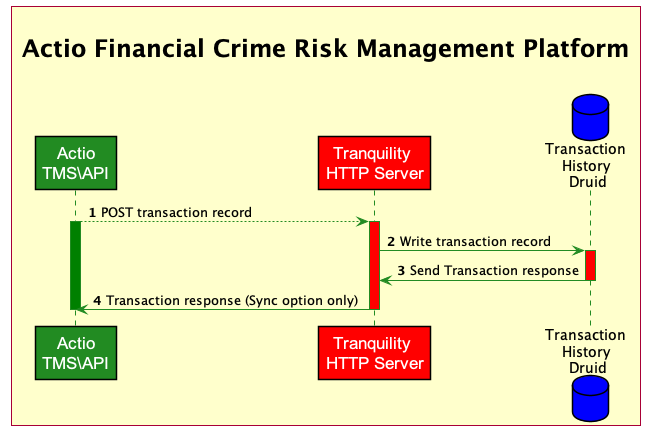 Actio Financial Crime Risk Management Platform
Actio
TMS\API
Tranquility
HTTP Server
Transaction
History
Druid
1 POST transaction record
2 Write transaction record
3 Send Transaction response
4 Transaction response (Sync option only)
Actio
TMS\API
Tranquility
HTTP Server
Transaction
History
Druid